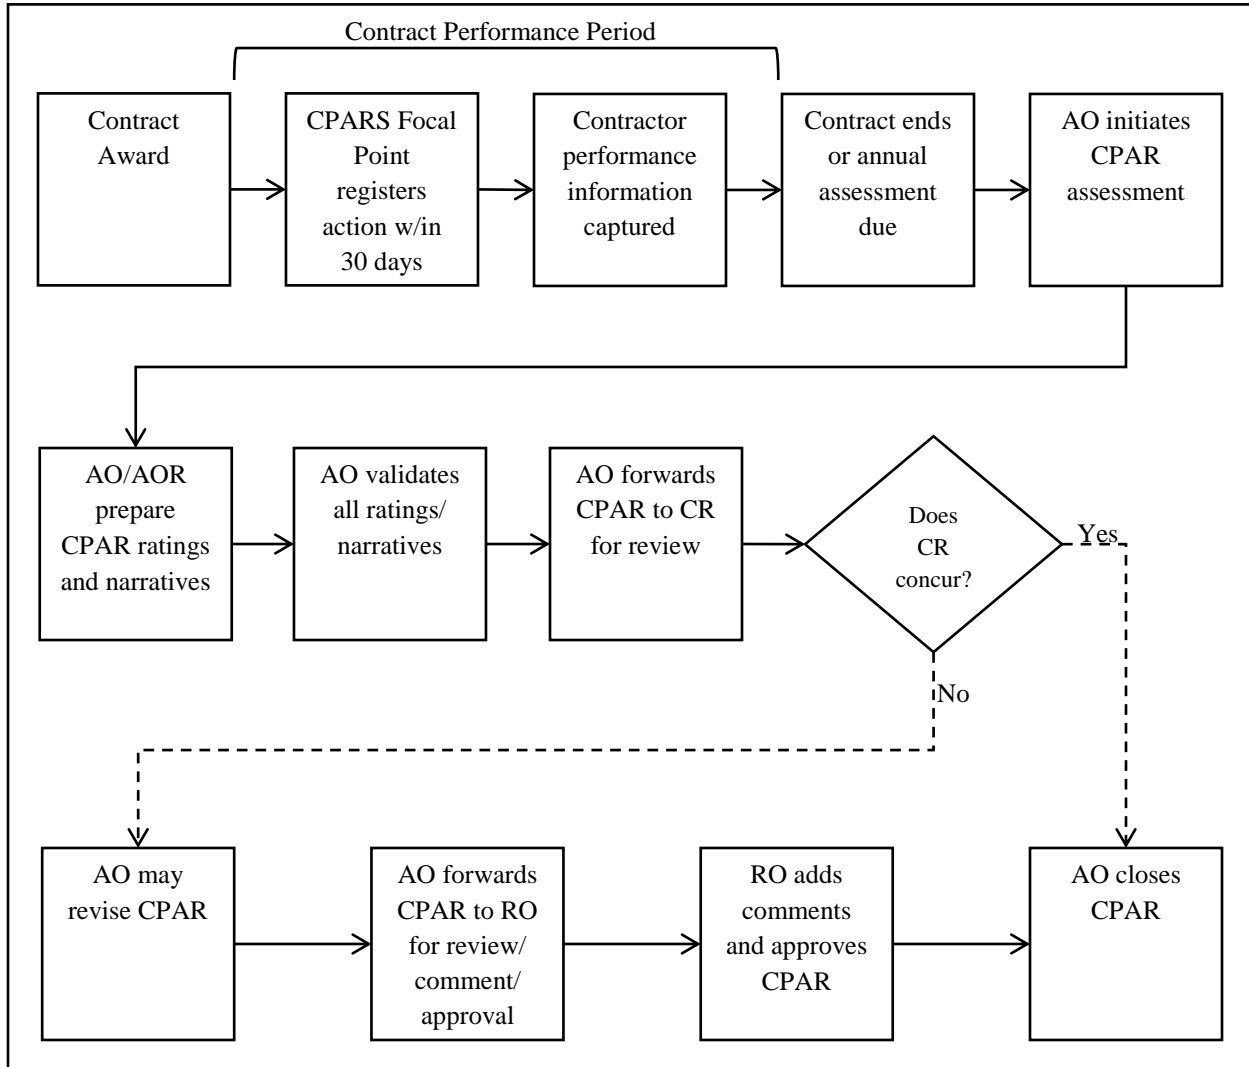 Contract Performance Period
Contract
Award
CPARS Focal
Point
registers
action w/in
30 days
Contractor
performance
information
captured
Contract ends
or annual
assessment
due
AO initiates
CPAR
assessment
AO/AOR
prepare
CPAR ratings
and narratives
AO validates
all ratings/
narratives
AO forwards
CPAR to CR
for review
Does
CR
concur?
Yes
No
AO may
revise CPAR
AO forwards
CPAR to RO
for review/
comment/
approval
RO adds
comments
and approves
CPAR
AO closes
CPAR